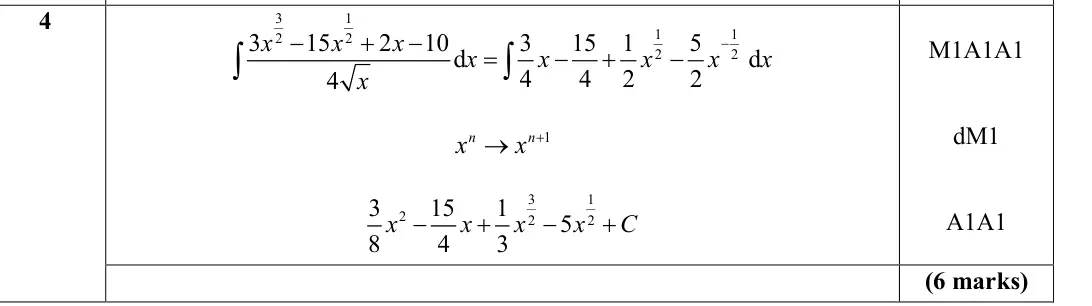 4
∫ (3x^{3/2} − 15x^{1/2} + 2x − 10)/(4√x) dx = ∫ 3/4 x − 15/4 + 1/2 x^{1/2} − 5/2 x^{−1/2} dx
M1A1A1
x^n → x^{n+1}
dM1
3/8 x^2 − 15/4 x + 1/3 x^{3/2} − 5x^{1/2} + C
A1A1
(6 marks)